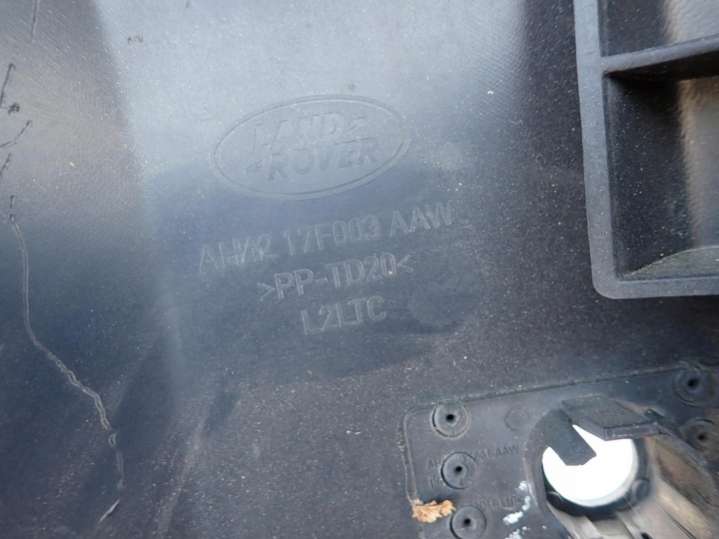 LAND
ROVER
AH42 17F003 AAW
>PP-TD20<
L2LTC